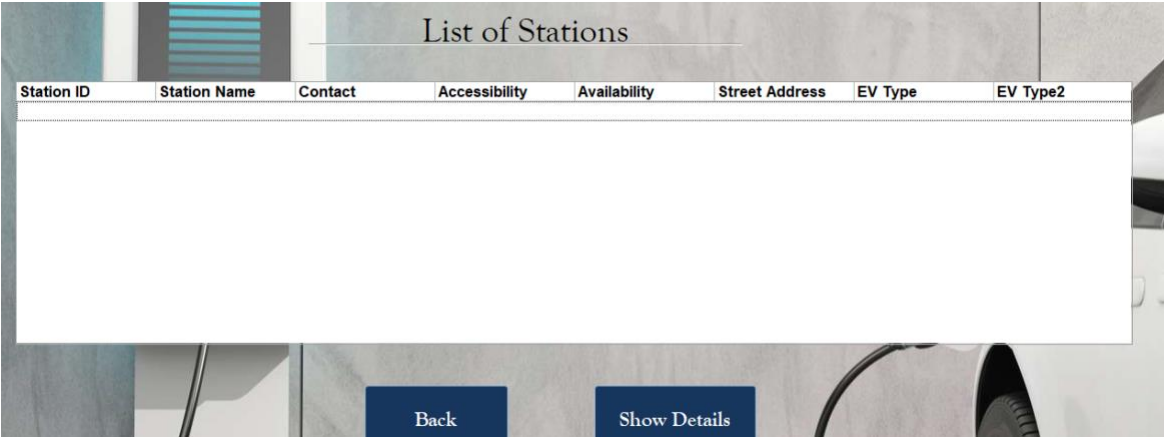 List of Stations
Station ID Station Name Contact Accessibility Availability Street Address EV Type EV Type2
Back Show Details